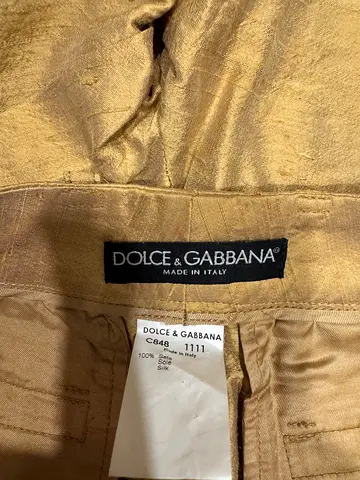 DOLCE & GABBANA®
MADE IN ITALY
DOLCE & GABBANA
C848 1111
Made in Italy
100% Seta
Soie
Silk